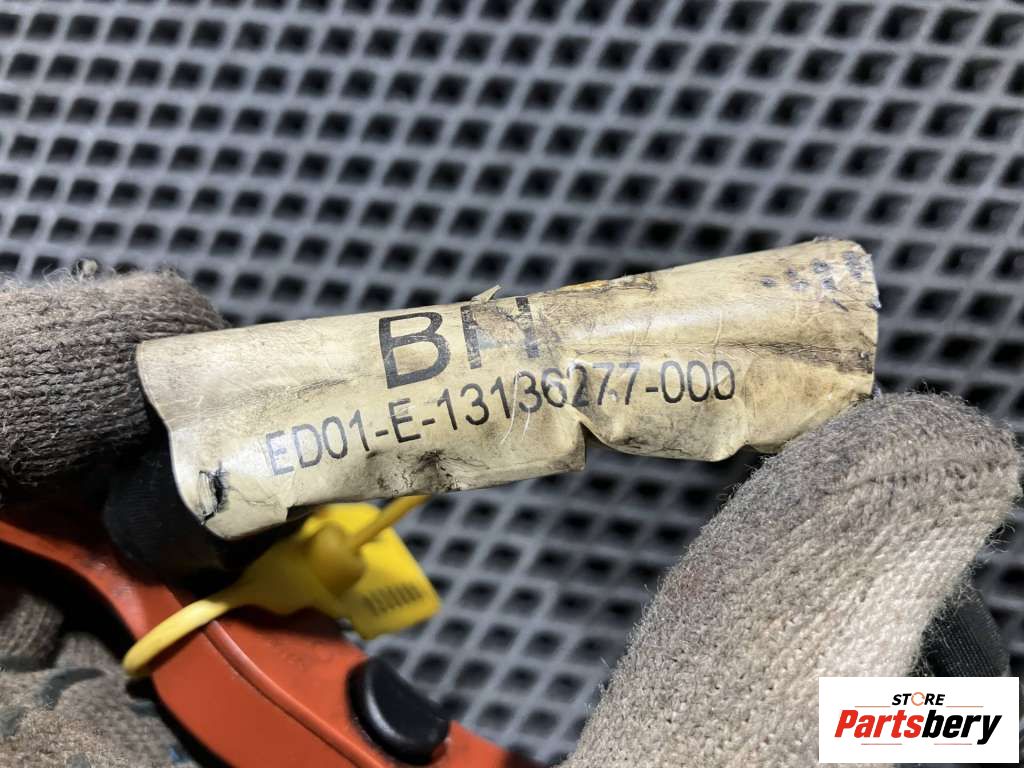 BH
ED01-E-13136277-000
STORE
Partsbery